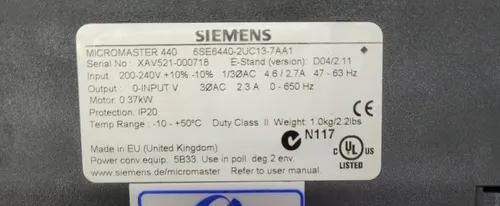 SIEMENS
MICROMASTER 440 6SE6440-2UC13-7AA1
Serial No : XAV521-000718 E-Stand (version): D04/2.11
Input 200-240V +10% -10% 1/3ØAC 4.6 / 2.7A 47 - 63 Hz
Output : 0-INPUT V 3ØAC 2.3 A 0 - 650 Hz
Motor: 0.37kW
Protection: IP20
Temp Range : -10 - +50°C Duty Class II Weight: 1.0kg/2.2lbs
CE
N117
Made in EU (United Kingdom)
C UL US
LISTED
Power conv.equip. 5B33. Use in poll. deg 2 env.
www.siemens.de/micromaster Refer to user manual.